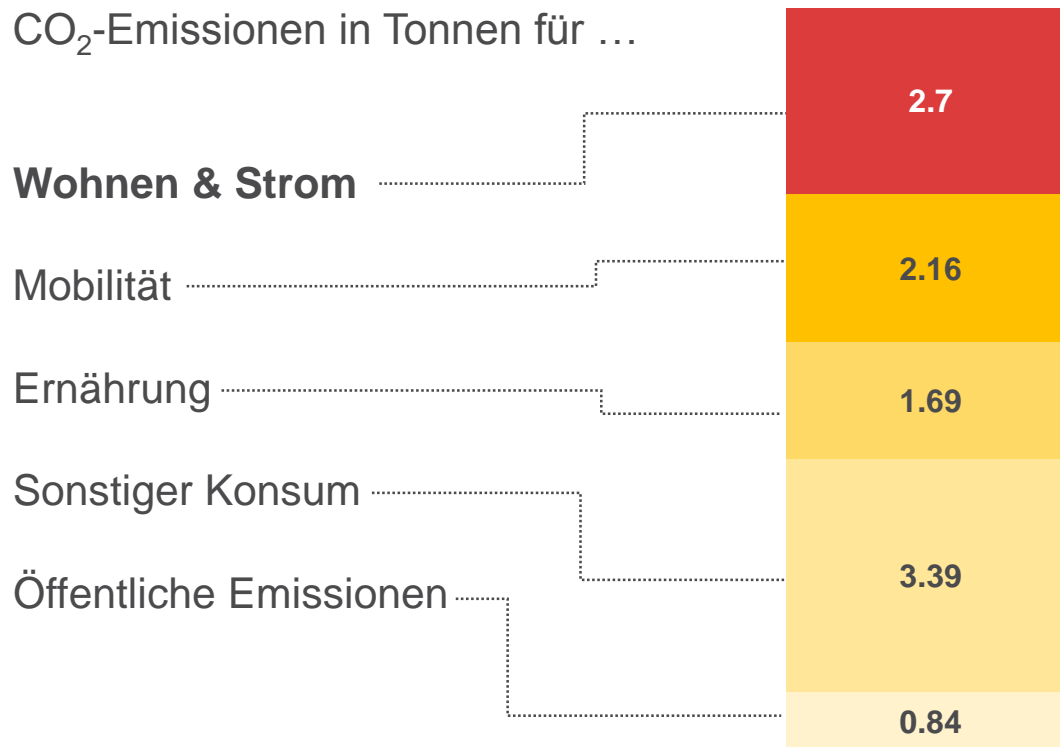 CO₂-Emissionen in Tonnen für …
2.7
Wohnen & Strom
2.16
Mobilität
1.69
Ernährung
Sonstiger Konsum
3.39
Öffentliche Emissionen
0.84